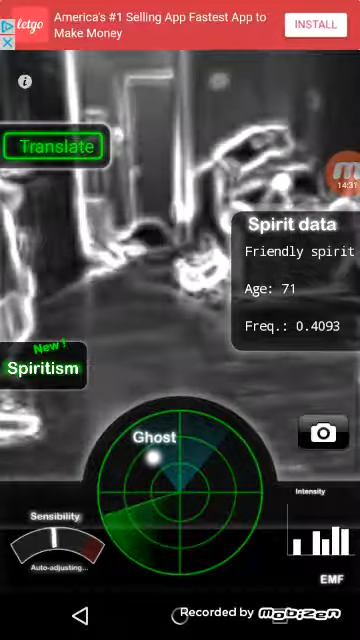 letgo
America's #1 Selling App Fastest App to
Make Money
INSTALL
Translate
14:31
Spirit data
Friendly spirit
Age: 71
Freq.: 0.4093
New!
Spiritism
Ghost
Sensibility
Auto-adjusting...
Intensity
EMF
Recorded by mobizen